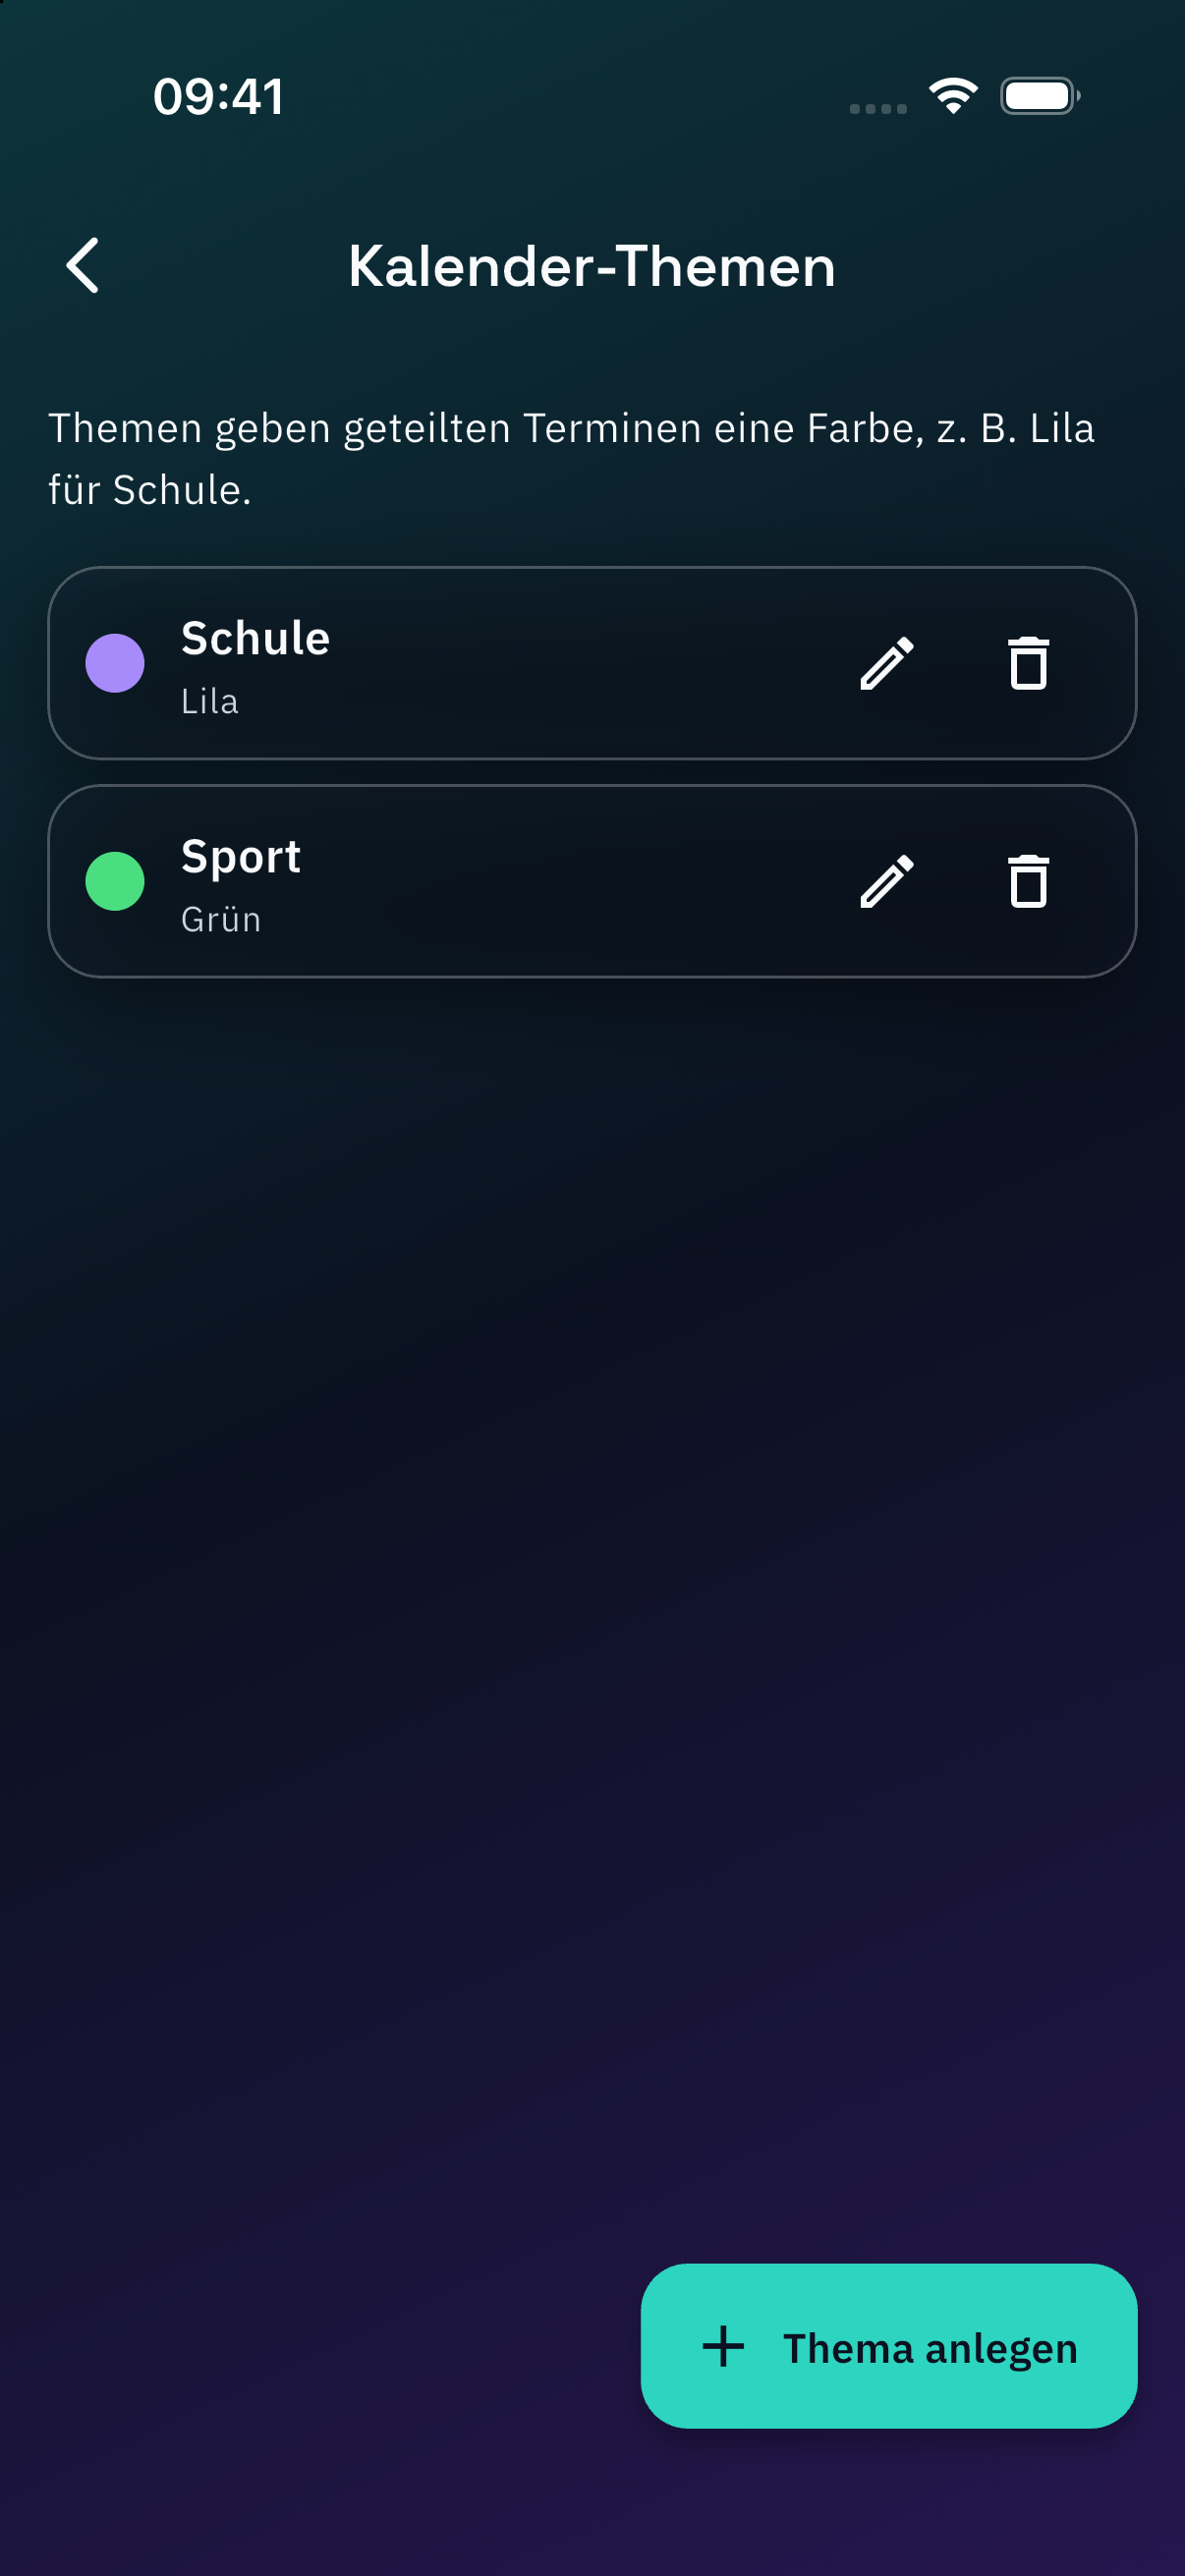 09:41
Kalender-Themen
Themen geben geteilten Terminen eine Farbe, z. B. Lila
für Schule.
Schule
Lila
Sport
Grün
Thema anlegen